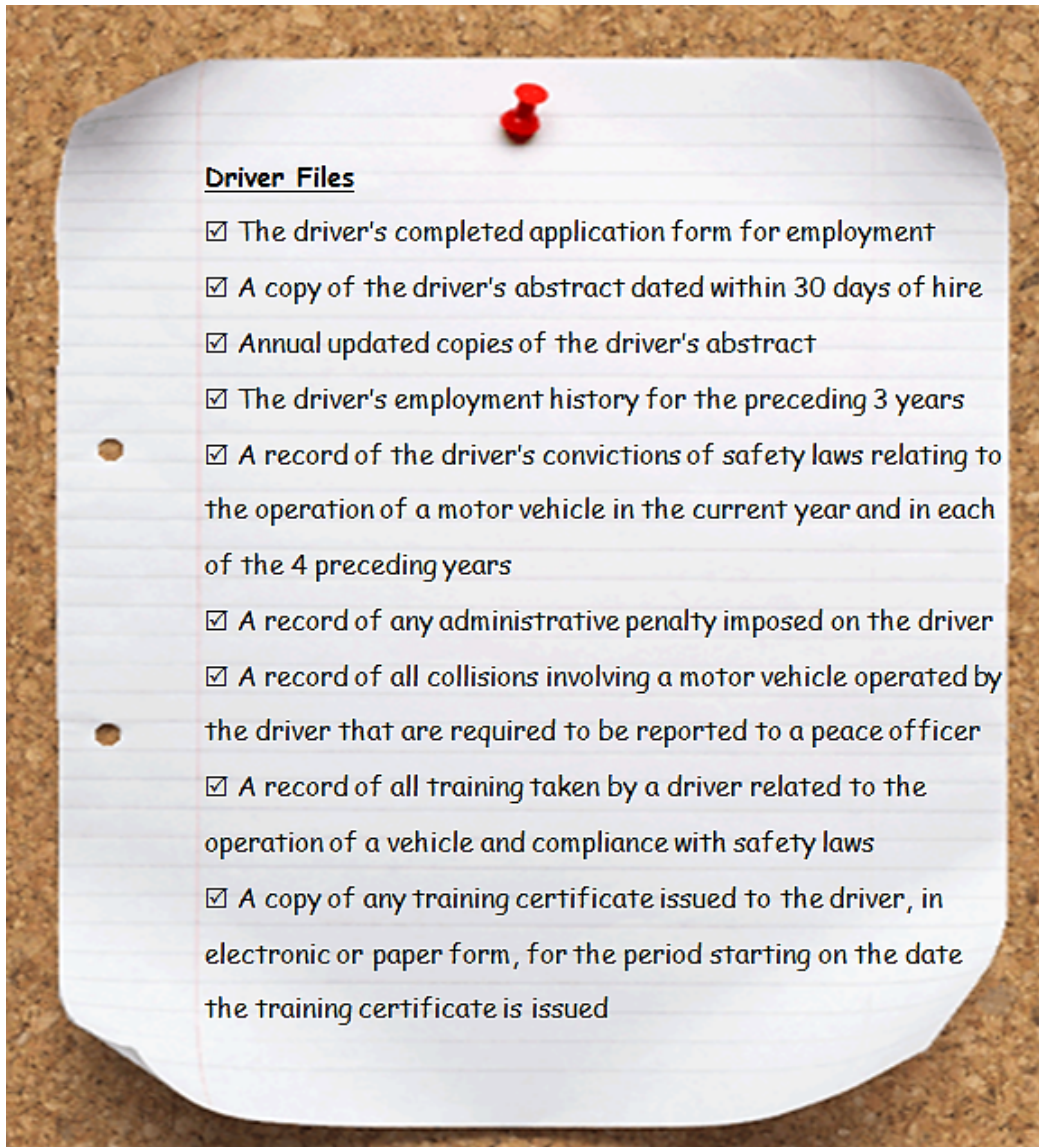 Driver Files
☑ The driver's completed application form for employment
☑ A copy of the driver's abstract dated within 30 days of hire
☑ Annual updated copies of the driver's abstract
☑ The driver's employment history for the preceding 3 years
☑ A record of the driver's convictions of safety laws relating to
the operation of a motor vehicle in the current year and in each
of the 4 preceding years
☑ A record of any administrative penalty imposed on the driver
☑ A record of all collisions involving a motor vehicle operated by
the driver that are required to be reported to a peace officer
☑ A record of all training taken by a driver related to the
operation of a vehicle and compliance with safety laws
☑ A copy of any training certificate issued to the driver, in
electronic or paper form, for the period starting on the date
the training certificate is issued